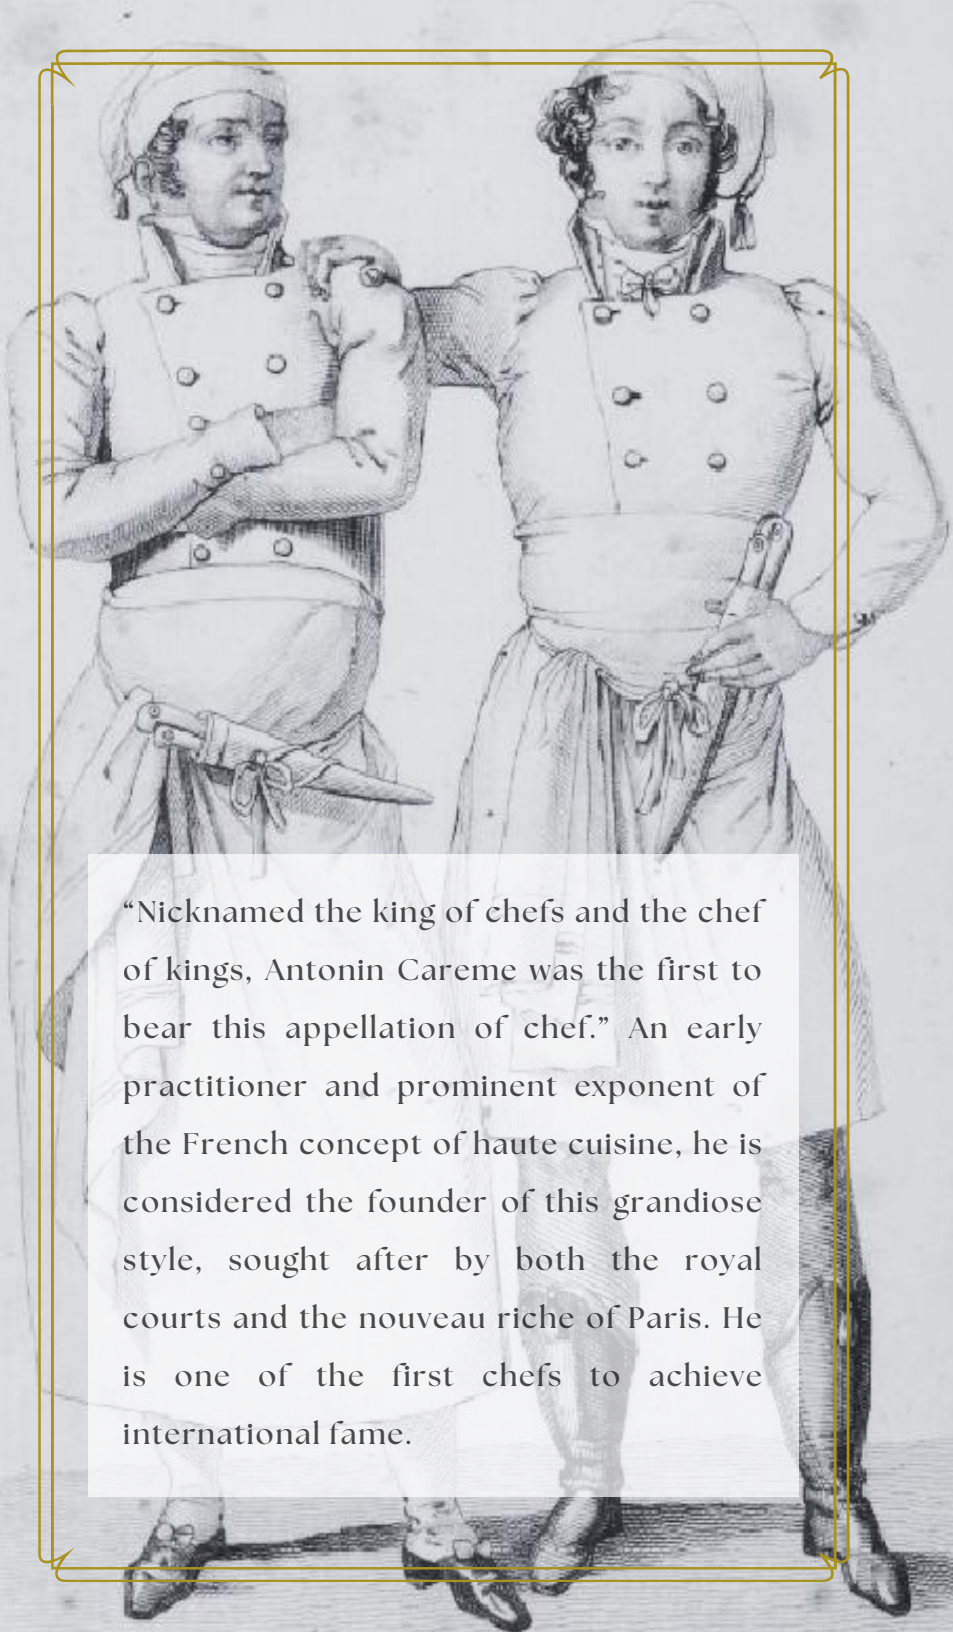 “Nicknamed the king of chefs and the chef
of kings, Antonin Careme was the first to
bear this appellation of chef.” An early
practitioner and prominent exponent of
the French concept of haute cuisine, he is
considered the founder of this grandiose
style, sought after by both the royal
courts and the nouveau riche of Paris. He
is one of the first chefs to achieve
international fame.